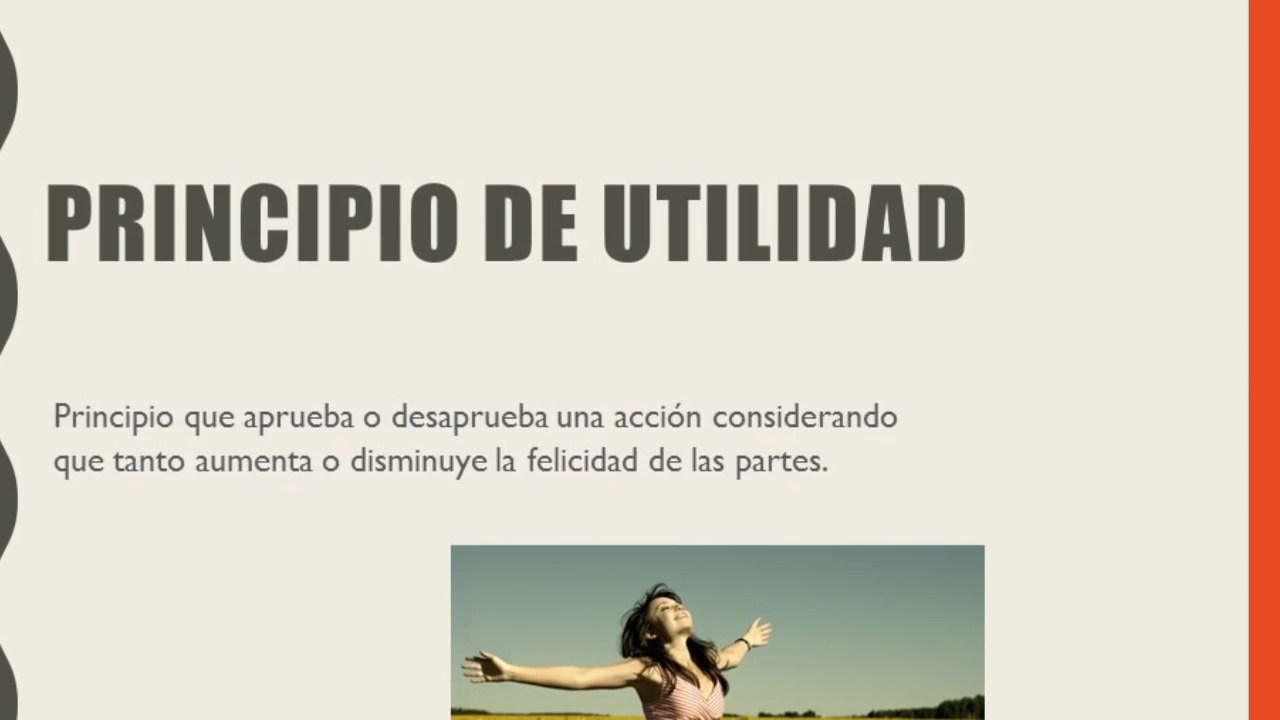 PRINCIPIO DE UTILIDAD
Principio que aprueba o desaprueba una acción considerando
que tanto aumenta o disminuye la felicidad de las partes.